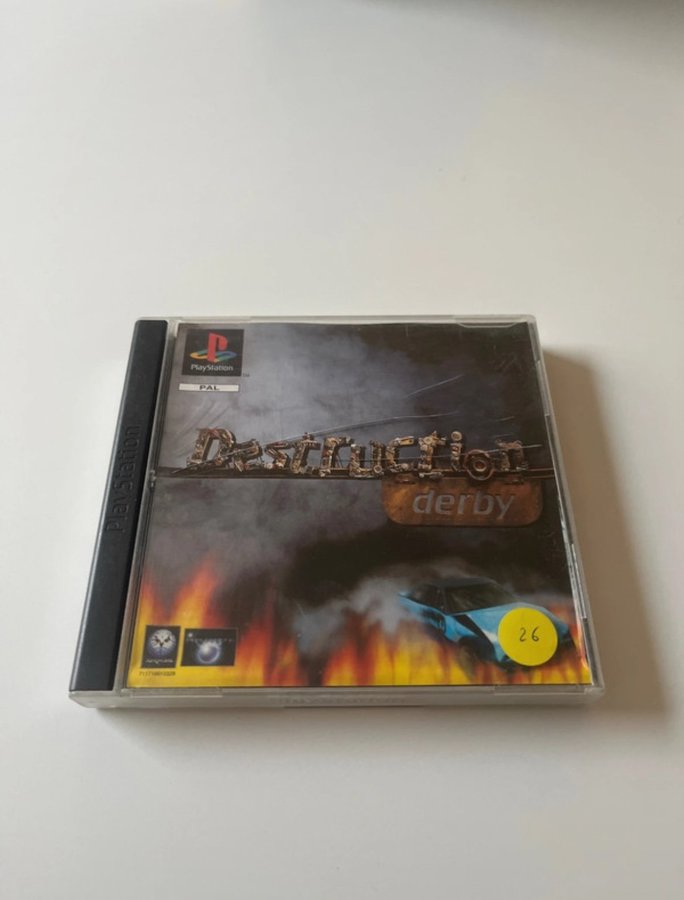 PlayStation
PAL
Destruction
derby
PlayStation
26